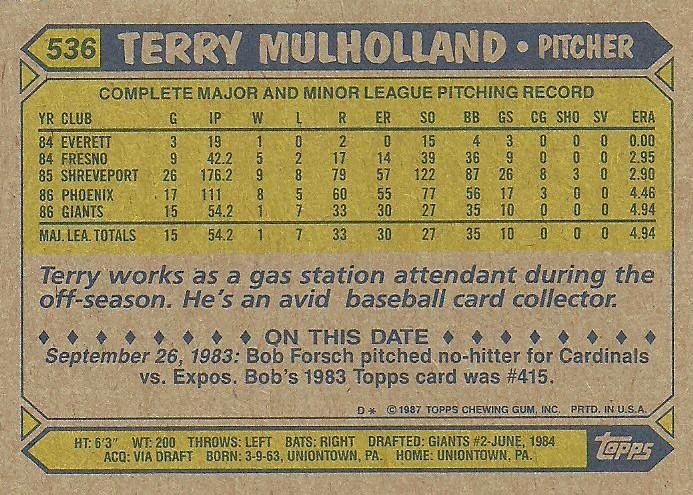 536 TERRY MULHOLLAND • PITCHER
COMPLETE MAJOR AND MINOR LEAGUE PITCHING RECORD
YR CLUB G IP W L R ER SO BB GS CG SHO SV ERA
84 EVERETT 3 19 1 0 2 0 15 4 3 0 0 0 0.00
84 FRESNO 9 42.2 5 2 17 14 39 36 9 0 0 0 2.95
85 SHREVEPORT 26 176.2 9 8 79 57 122 87 26 8 3 0 2.90
86 PHOENIX 17 111 8 5 60 55 77 56 17 3 0 0 4.46
86 GIANTS 15 54.2 1 7 33 30 27 35 10 0 0 0 4.94
MAJ. LEA. TOTALS 15 54.2 1 7 33 30 27 35 10 0 0 0 4.94
Terry works as a gas station attendant during the
off-season. He's an avid baseball card collector.
ON THIS DATE
September 26, 1983: Bob Forsch pitched no-hitter for Cardinals
vs. Expos. Bob's 1983 Topps card was #415.
D* © 1987 TOPPS CHEWING GUM, INC. PRTD. IN U.S.A.
HT: 6'3" WT: 200 THROWS: LEFT BATS: RIGHT DRAFTED: GIANTS #2-JUNE, 1984
ACQ: VIA DRAFT BORN: 3-9-63, UNIONTOWN, PA. HOME: UNIONTOWN, PA.
Topps